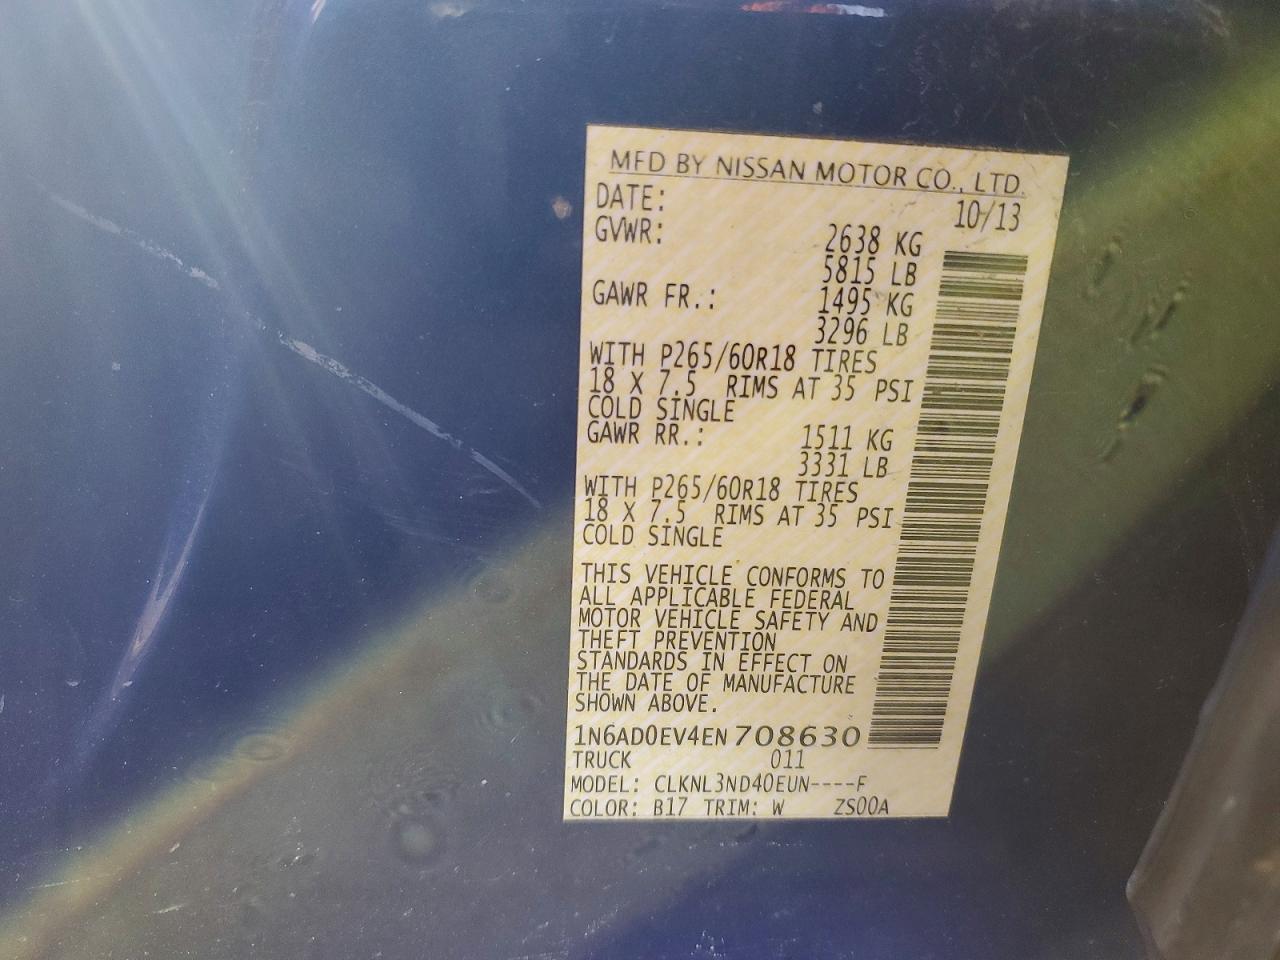 MFD BY NISSAN MOTOR CO., LTD.
DATE: 10/13
GVWR: 2638 KG
5815 LB
GAWR FR.: 1495 KG
3296 LB
WITH P265/60R18 TIRES
18 X 7.5 RIMS AT 35 PSI
COLD SINGLE
GAWR RR.: 1511 KG
3331 LB
WITH P265/60R18 TIRES
18 X 7.5 RIMS AT 35 PSI
COLD SINGLE
THIS VEHICLE CONFORMS TO
ALL APPLICABLE FEDERAL
MOTOR VEHICLE SAFETY AND
THEFT PREVENTION
STANDARDS IN EFFECT ON
THE DATE OF MANUFACTURE
SHOWN ABOVE.
1N6AD0EV4EN708630
TRUCK 011
MODEL: CLKNL3ND40EUN----F
COLOR: B17 TRIM: W ZS00A